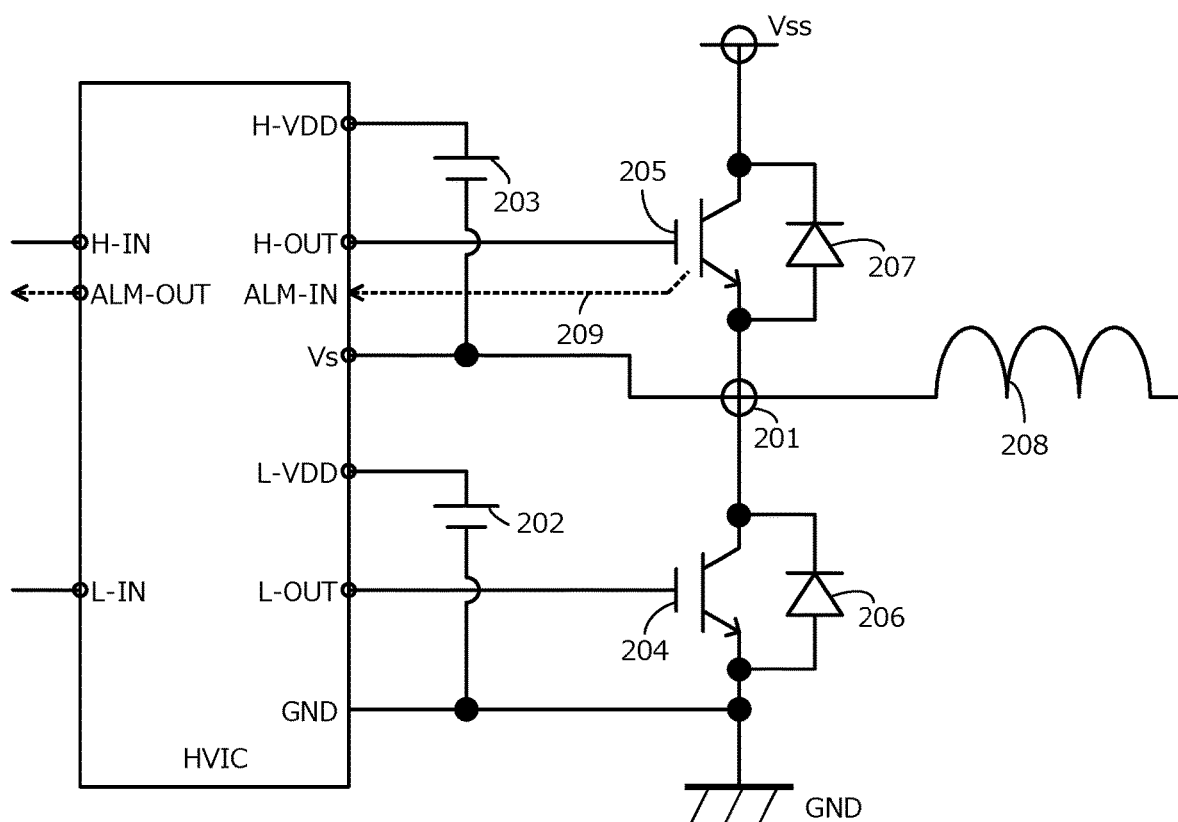 Vss
H-VDD
203
205
H-IN
H-OUT
207
ALM-OUT
ALM-IN
209
Vs
201
208
L-VDD
202
L-IN
L-OUT
204
206
GND
HVIC
GND